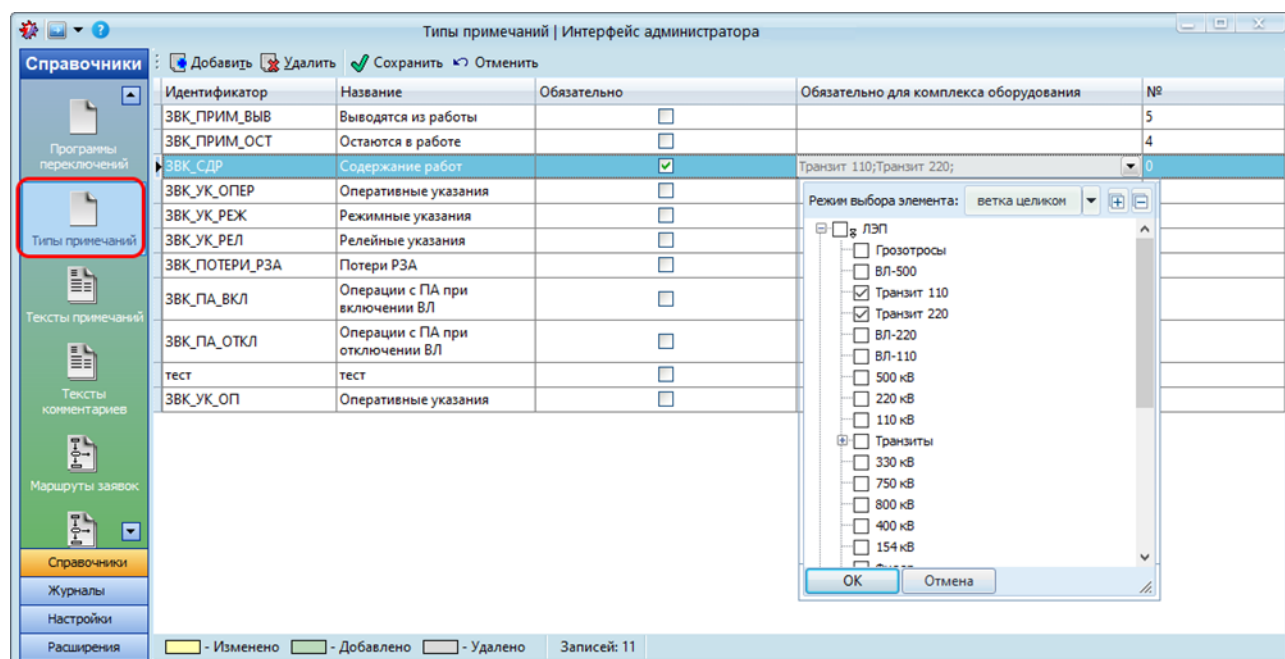 Типы примечаний | Интерфейс администратора
Справочники
Добавить Удалить Сохранить Отменить
Программы
переключений
Типы примечаний
Тексты примечаний
Тексты
комментариев
Маршруты заявок
Справочники
Журналы
Настройки
Расширения
Идентификатор Название Обязательно Обязательно для комплекса оборудования №
ЗВК_ПРИМ_ВЫВ Выводятся из работы 5
ЗВК_ПРИМ_ОСТ Остаются в работе 4
ЗВК_СДР Содержание работ Транзит 110;Транзит 220; 0
ЗВК_УК_ОПЕР Оперативные указания
ЗВК_УК_РЕЖ Режимные указания
ЗВК_УК_РЕЛ Релейные указания
ЗВК_ПОТЕРИ_РЗА Потери РЗА
ЗВК_ПА_ВКЛ Операции с ПА при
включении ВЛ
ЗВК_ПА_ОТКЛ Операции с ПА при
отключении ВЛ
тест тест
ЗВК_УК_ОП Оперативные указания
Режим выбора элемента: ветка целиком
ЛЭП
Грозотросы
ВЛ-500
Транзит 110
Транзит 220
ВЛ-220
ВЛ-110
500 кВ
220 кВ
110 кВ
Транзиты
330 кВ
750 кВ
800 кВ
400 кВ
154 кВ
ОК Отмена
- Изменено - Добавлено - Удалено Записей: 11